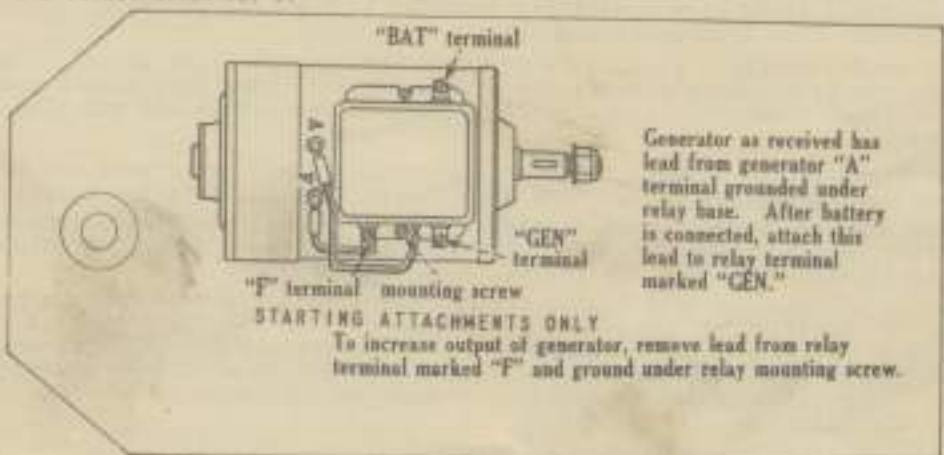 "BAT" terminal
A
F
Generator as received has
lead from generator "A"
terminal grounded under
relay base. After battery
is connected, attach this
lead to relay terminal
marked "GEN."
"GEN"
terminal
"F" terminal mounting screw
STARTING ATTACHMENTS ONLY
To increase output of generator, remove lead from relay
terminal marked "F" and ground under relay mounting screw.